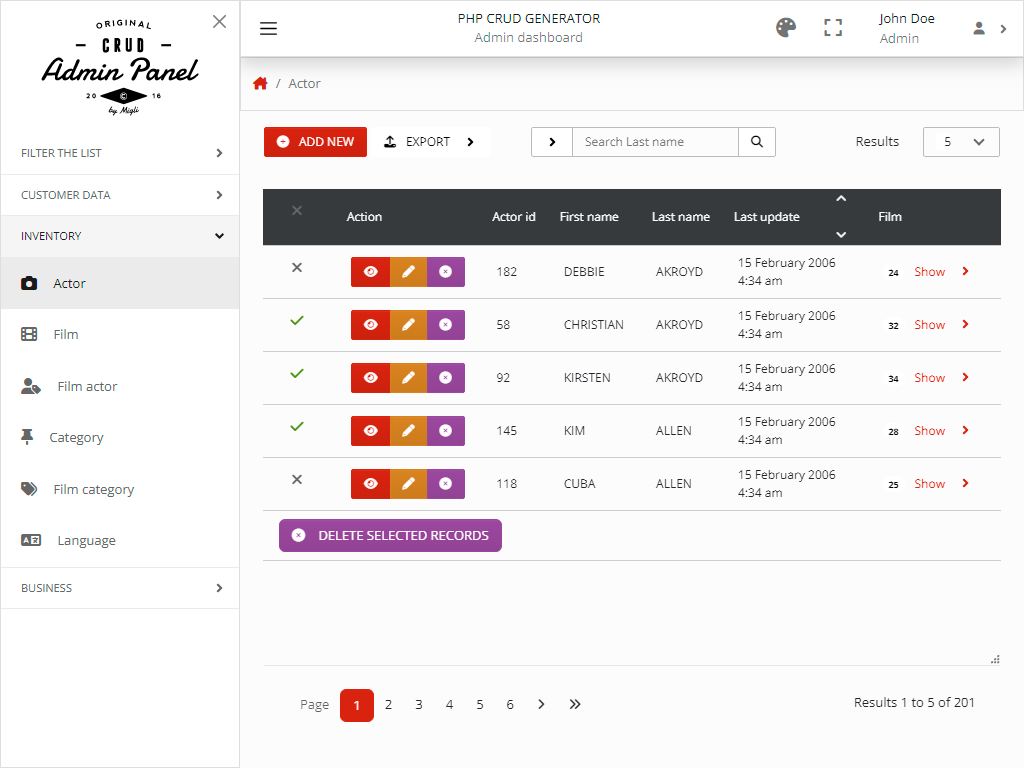 ORIGINAL
CRUD
Admin Panel
20 © 16
by Migli
FILTER THE LIST
CUSTOMER DATA
INVENTORY
Actor
Film
Film actor
Category
Film category
Language
BUSINESS
PHP CRUD GENERATOR
Admin dashboard
John Doe
Admin
/ Actor
ADD NEW EXPORT Search Last name Results 5
Action Actor id First name Last name Last update Film
182 DEBBIE AKROYD 15 February 2006 4:34 am 24 Show
58 CHRISTIAN AKROYD 15 February 2006 4:34 am 32 Show
92 KIRSTEN AKROYD 15 February 2006 4:34 am 34 Show
145 KIM ALLEN 15 February 2006 4:34 am 28 Show
118 CUBA ALLEN 15 February 2006 4:34 am 25 Show
DELETE SELECTED RECORDS
Page 1 2 3 4 5 6 Results 1 to 5 of 201